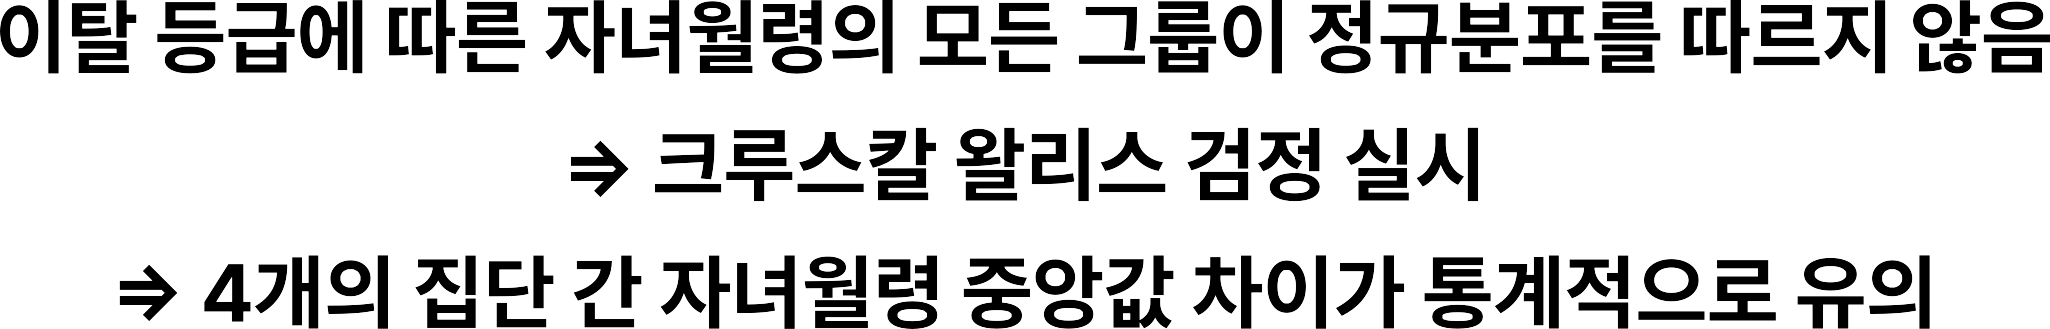 이탈 등급에 따른 자녀월령의 모든 그룹이 정규분포를 따르지 않음
⇒ 크루스칼 왈리스 검정 실시
⇒ 4개의 집단 간 자녀월령 중앙값 차이가 통계적으로 유의